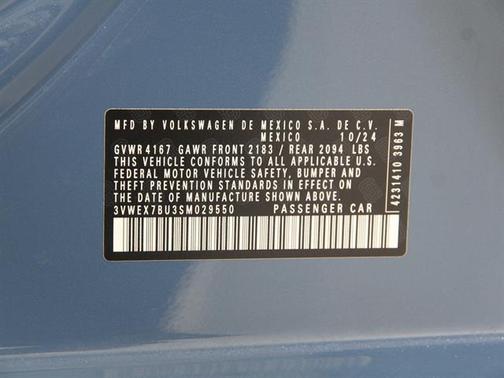 MFD BY VOLKSWAGEN DE MEXICO S.A. DE C.V.
MEXICO 10/24
GVWR 4167 GAWR FRONT 2183 / REAR 2094 LBS
THIS VEHICLE CONFORMS TO ALL APPLICABLE U.S.
FEDERAL MOTOR VEHICLE SAFETY, BUMPER AND
THEFT PREVENTION STANDARDS IN EFFECT ON
THE DATE OF MANUFACTURE SHOWN ABOVE.
3VWEX7BU3SM029550 PASSENGER CAR
4231410 3963 M